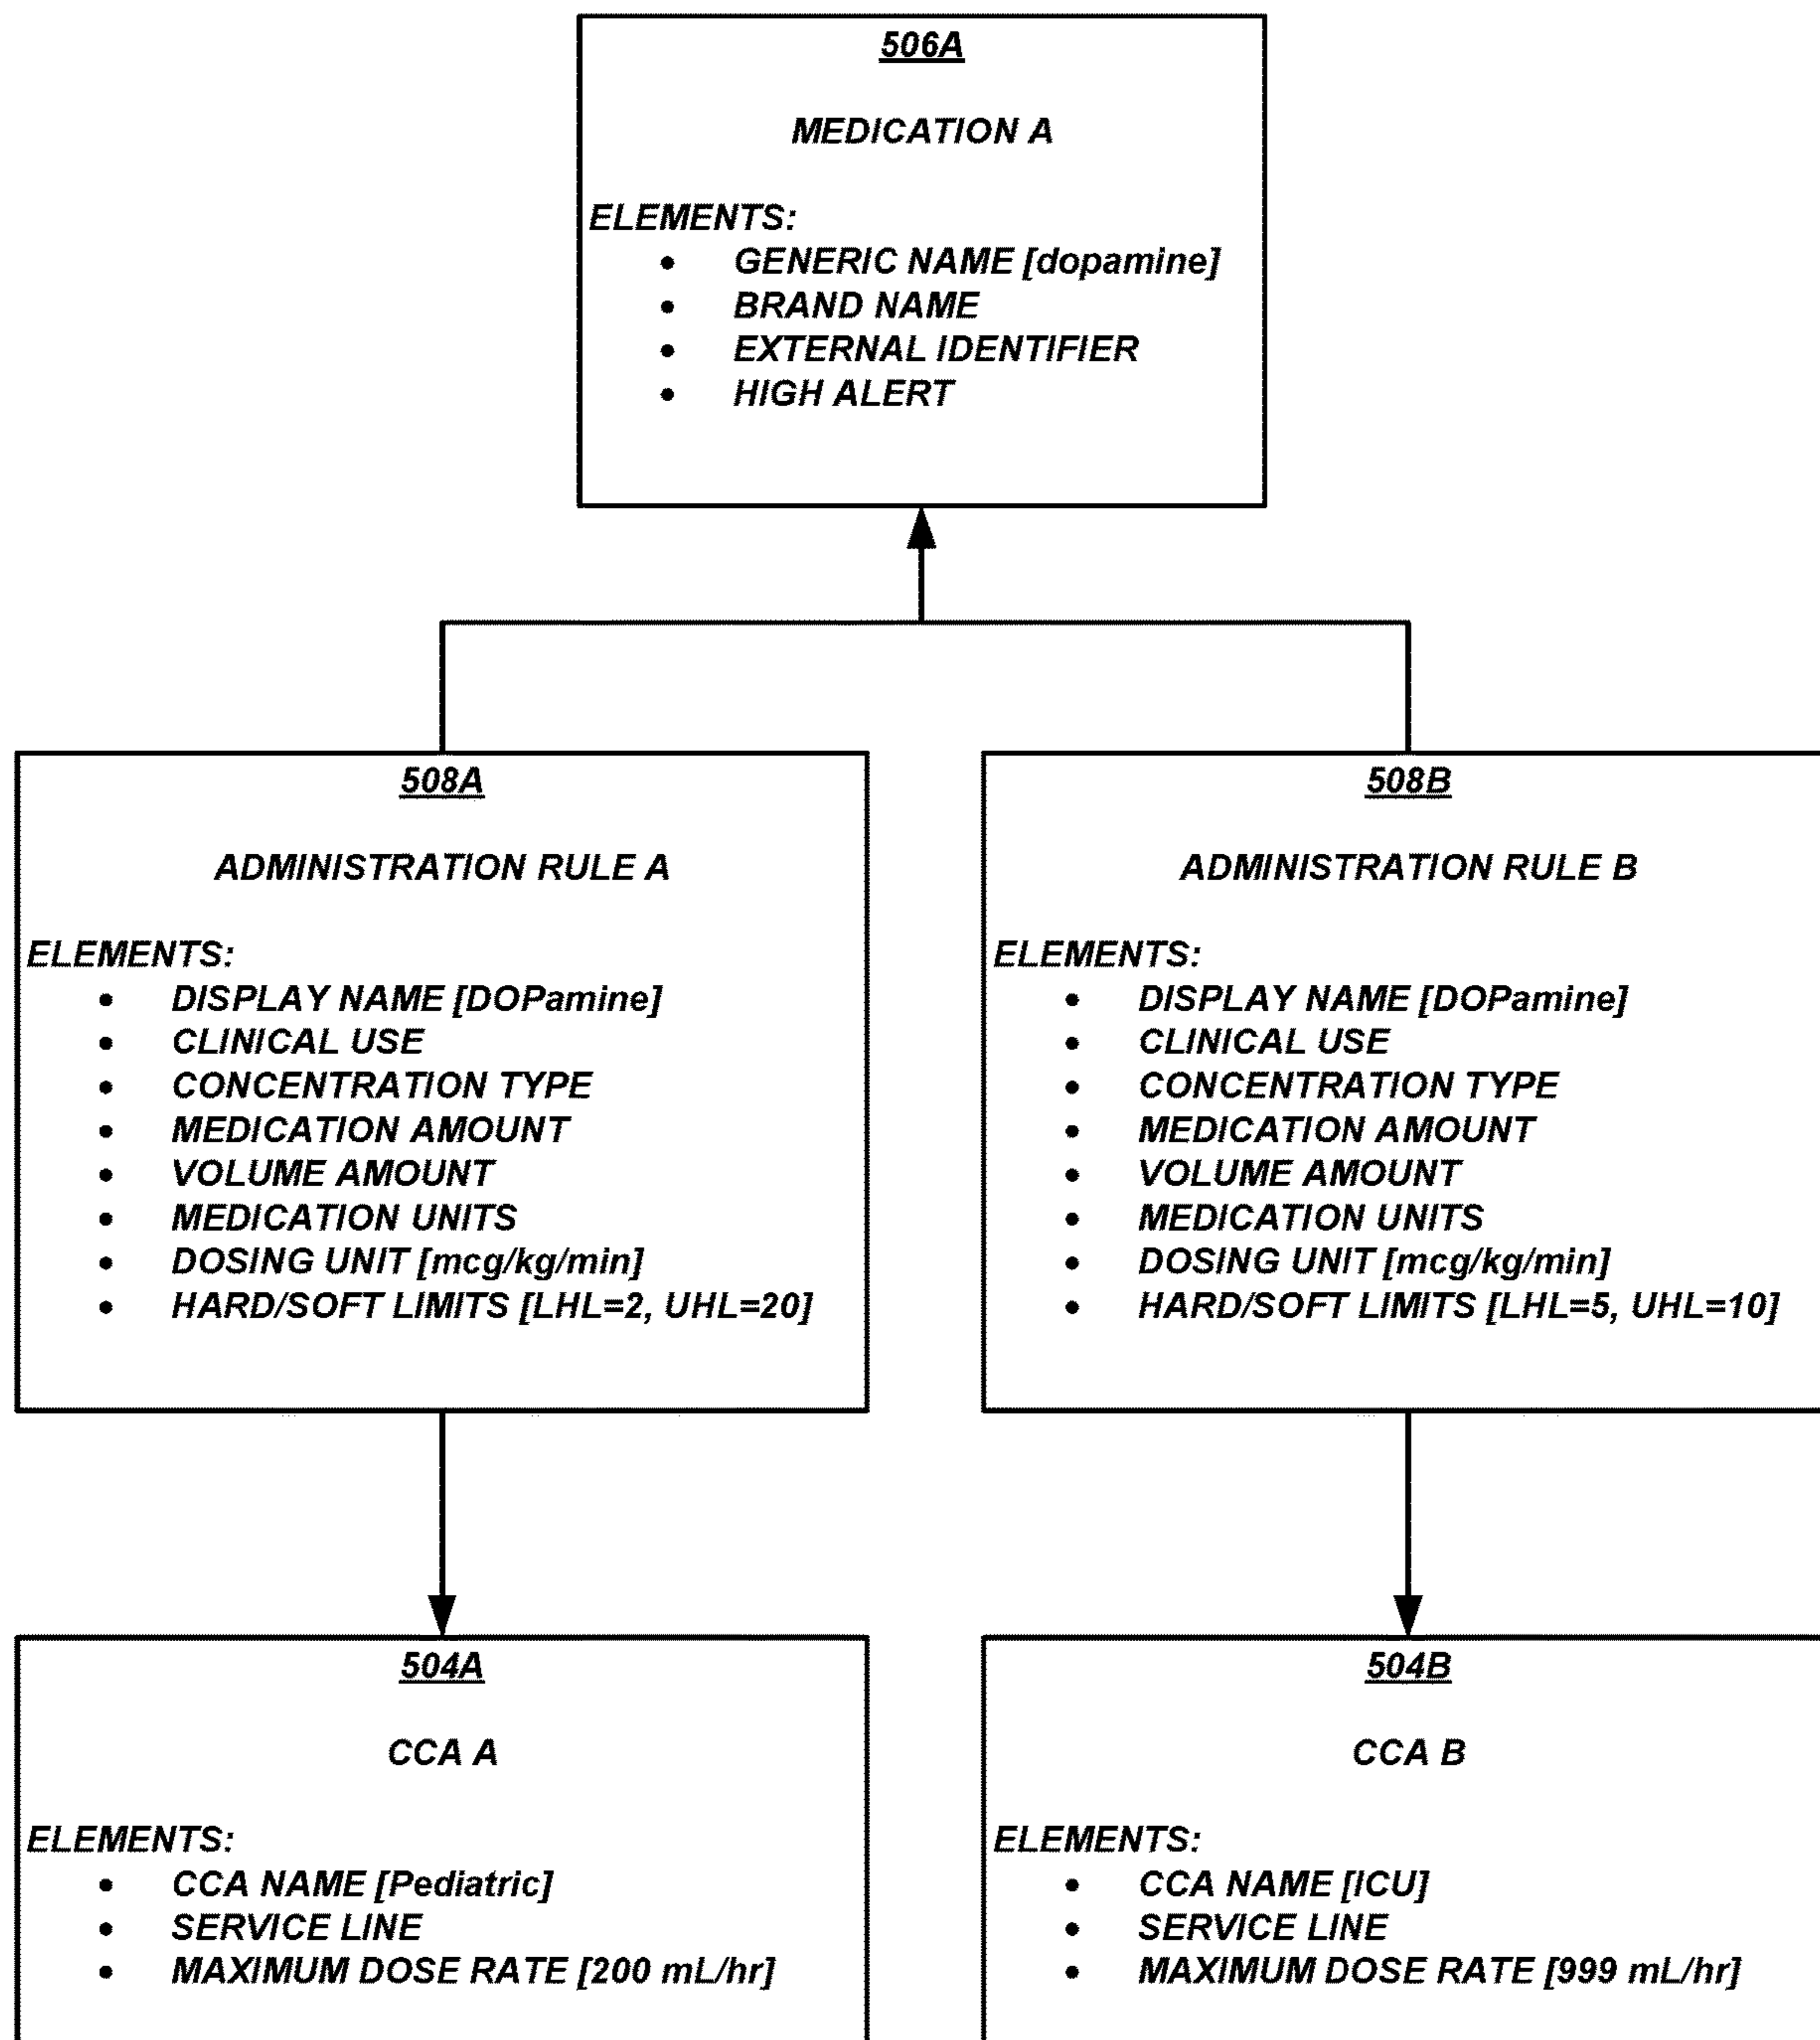 506A
MEDICATION A
ELEMENTS:
• GENERIC NAME [dopamine]
• BRAND NAME
• EXTERNAL IDENTIFIER
• HIGH ALERT
508A
ADMINISTRATION RULE A
ELEMENTS:
• DISPLAY NAME [DOPamine]
• CLINICAL USE
• CONCENTRATION TYPE
• MEDICATION AMOUNT
• VOLUME AMOUNT
• MEDICATION UNITS
• DOSING UNIT [mcg/kg/min]
• HARD/SOFT LIMITS [LHL=2, UHL=20]
508B
ADMINISTRATION RULE B
ELEMENTS:
• DISPLAY NAME [DOPamine]
• CLINICAL USE
• CONCENTRATION TYPE
• MEDICATION AMOUNT
• VOLUME AMOUNT
• MEDICATION UNITS
• DOSING UNIT [mcg/kg/min]
• HARD/SOFT LIMITS [LHL=5, UHL=10]
504A
CCA A
ELEMENTS:
• CCA NAME [Pediatric]
• SERVICE LINE
• MAXIMUM DOSE RATE [200 mL/hr]
504B
CCA B
ELEMENTS:
• CCA NAME [ICU]
• SERVICE LINE
• MAXIMUM DOSE RATE [999 mL/hr]